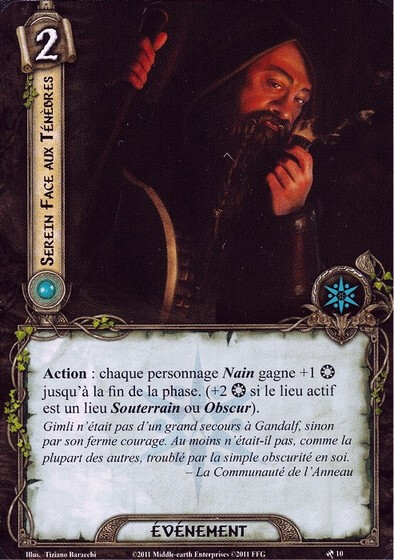 2
Serein Face aux Ténèbres
Action : chaque personnage Nain gagne +1
jusqu'à la fin de la phase. (+2 si le lieu actif
est un lieu Souterrain ou Obscur).
Gimli n'était pas d'un grand secours à Gandalf, sinon
par son ferme courage. Au moins n'était-il pas, comme la
plupart des autres, troublé par la simple obscurité en soi.
– La Communauté de l'Anneau
ÉVÉNEMENT
Illus. Tiziano Baracchi ©2011 Middle-earth Enterprises ©2011 FFG 10